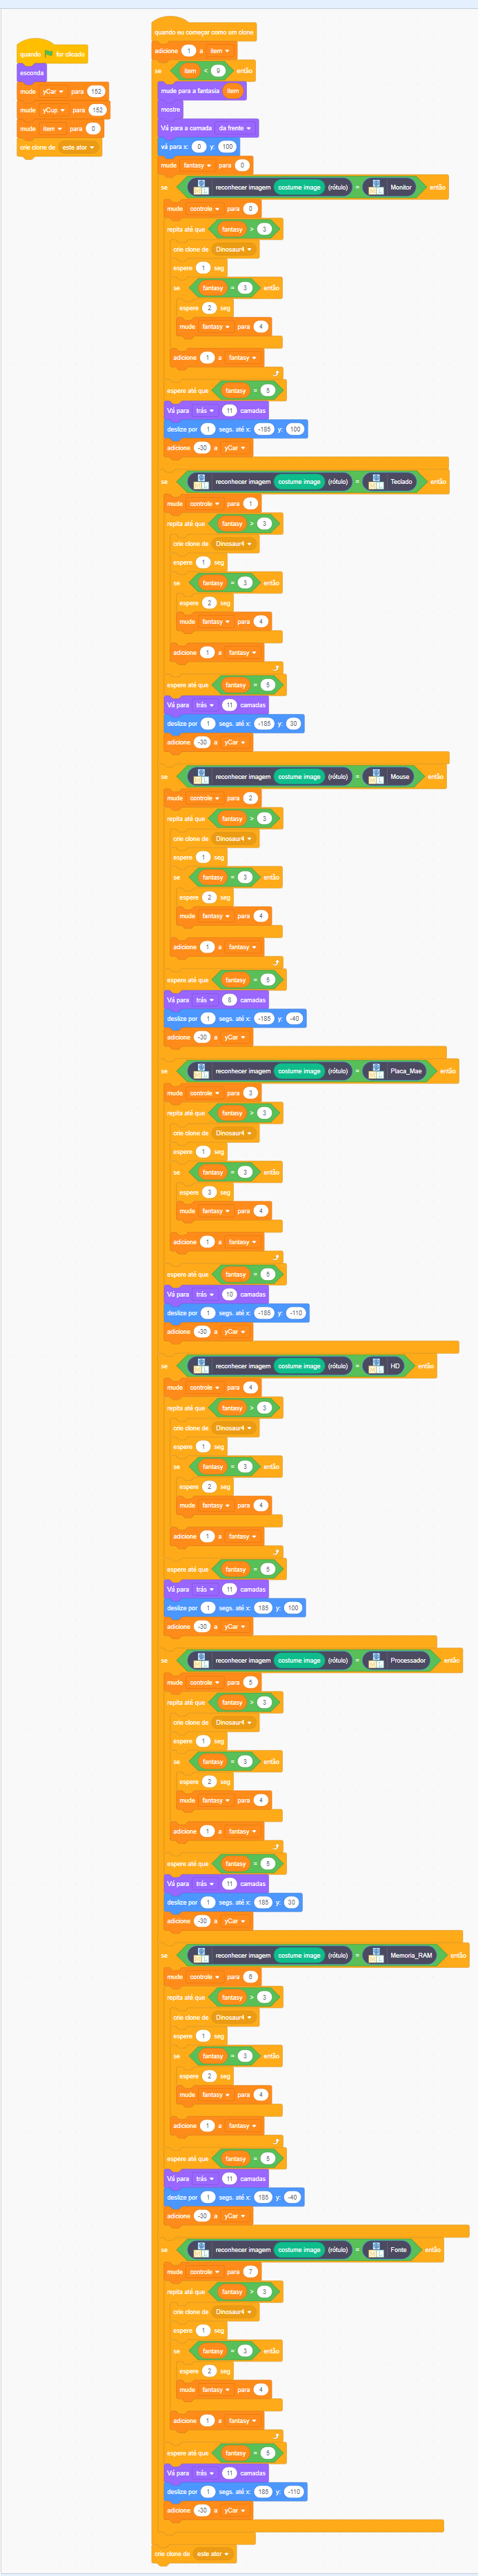 quando for clicado
esconda
mude yCar para 152
mude yCup para 152
mude item para 0
crie clone de este ator
quando eu começar como um clone
adicione 1 a item
se item < 9 então
mude para a fantasia item
mostre
Vá para a camada da frente
vá para x: 0 y: 100
mude fantasy para 0
se reconhecer imagem costume image (rótulo) = Monitor então
mude controle para 0
repita até que fantasy > 3
crie clone de Dinosaur4
espere 1 seg
se fantasy = 3 então
espere 2 seg
mude fantasy para 4
adicione 1 a fantasy
espere até que fantasy = 5
Vá para trás 11 camadas
deslize por 1 segs. até x: -185 y: 100
adicione -30 a yCar
se reconhecer imagem costume image (rótulo) = Teclado então
mude controle para 1
repita até que fantasy > 3
crie clone de Dinosaur4
espere 1 seg
se fantasy = 3 então
espere 2 seg
mude fantasy para 4
adicione 1 a fantasy
espere até que fantasy = 5
Vá para trás 11 camadas
deslize por 1 segs. até x: -185 y: 30
adicione -30 a yCar
se reconhecer imagem costume image (rótulo) = Mouse então
mude controle para 2
repita até que fantasy > 3
crie clone de Dinosaur4
espere 1 seg
se fantasy = 3 então
espere 2 seg
mude fantasy para 4
adicione 1 a fantasy
espere até que fantasy = 5
Vá para trás 8 camadas
deslize por 1 segs. até x: -185 y: -40
adicione -30 a yCar
se reconhecer imagem costume image (rótulo) = Placa_Mae então
mude controle para 3
repita até que fantasy > 3
crie clone de Dinosaur4
espere 1 seg
se fantasy = 3 então
espere 3 seg
mude fantasy para 4
adicione 1 a fantasy
espere até que fantasy = 5
Vá para trás 10 camadas
deslize por 1 segs. até x: -185 y: -110
adicione -30 a yCar
se reconhecer imagem costume image (rótulo) = HD então
mude controle para 4
repita até que fantasy > 3
crie clone de Dinosaur4
espere 1 seg
se fantasy = 3 então
espere 2 seg
mude fantasy para 4
adicione 1 a fantasy
espere até que fantasy = 5
Vá para trás 11 camadas
deslize por 1 segs. até x: 185 y: 100
adicione -30 a yCar
se reconhecer imagem costume image (rótulo) = Processador então
mude controle para 5
repita até que fantasy > 3
crie clone de Dinosaur4
espere 1 seg
se fantasy = 3 então
espere 2 seg
mude fantasy para 4
adicione 1 a fantasy
espere até que fantasy = 5
Vá para trás 11 camadas
deslize por 1 segs. até x: 185 y: 30
adicione -30 a yCar
se reconhecer imagem costume image (rótulo) = Memoria_RAM então
mude controle para 6
repita até que fantasy > 3
crie clone de Dinosaur4
espere 1 seg
se fantasy = 3 então
espere 2 seg
mude fantasy para 4
adicione 1 a fantasy
espere até que fantasy = 5
Vá para trás 11 camadas
deslize por 1 segs. até x: 185 y: -40
adicione -30 a yCar
se reconhecer imagem costume image (rótulo) = Fonte então
mude controle para 7
repita até que fantasy > 3
crie clone de Dinosaur4
espere 1 seg
se fantasy = 3 então
espere 2 seg
mude fantasy para 4
adicione 1 a fantasy
espere até que fantasy = 5
Vá para trás 11 camadas
deslize por 1 segs. até x: 185 y: -110
adicione -30 a yCar
crie clone de este ator